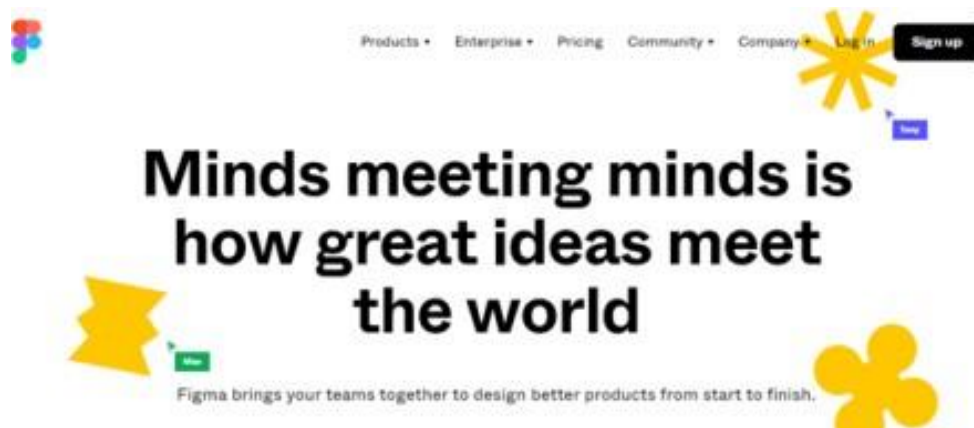 Products Enterprise Pricing Community Company Log in Sign up
Minds meeting minds is
how great ideas meet
the world
Figma brings your teams together to design better products from start to finish.